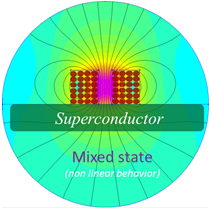 Superconductor
Mixed state
(non linear behavior)